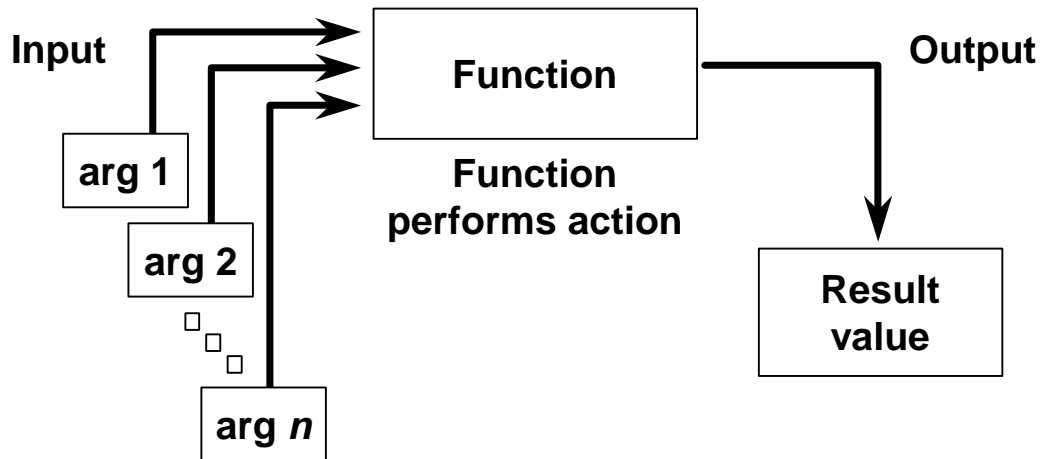 Input
Function
Output
arg 1
Function
performs action
arg 2
Result
value
arg n